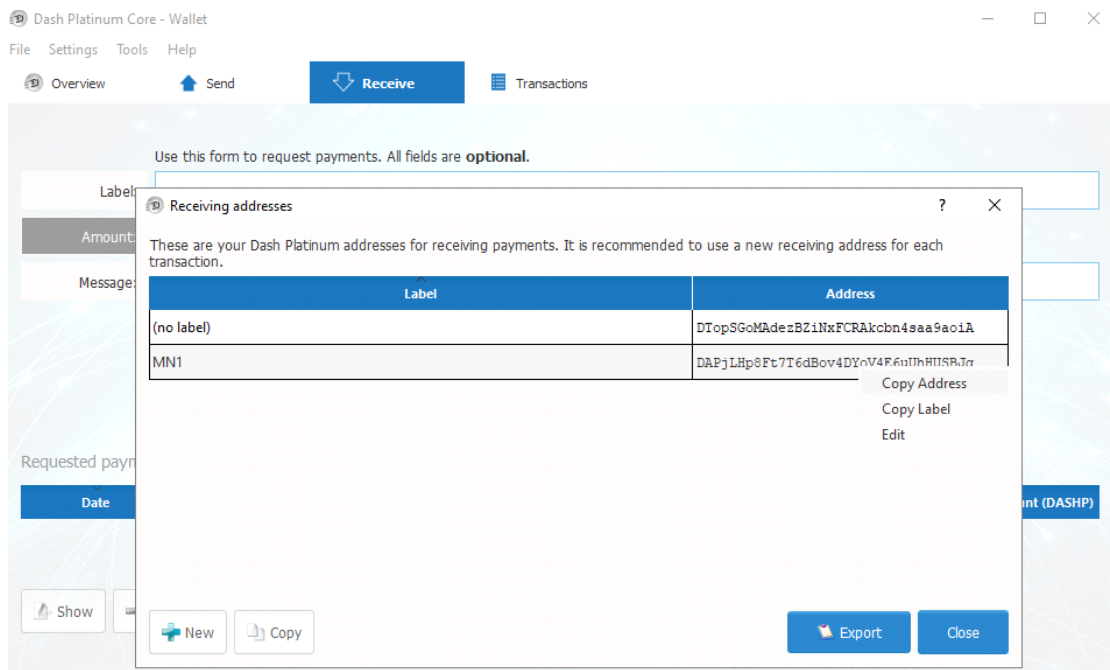 Dash Platinum Core - Wallet
File Settings Tools Help
Overview Send Receive Transactions
Use this form to request payments. All fields are optional.
Label:
Receiving addresses
?
Amount:
These are your Dash Platinum addresses for receiving payments. It is recommended to use a new receiving address for each
transaction.
Message:
Label Address
(no label) DTopSGoMAdezBZiNxFCRAkcbn4saa9aoiA
MN1
Copy Address
Copy Label
Edit
Requested
Date (DASHP)
Show New Copy Export Close